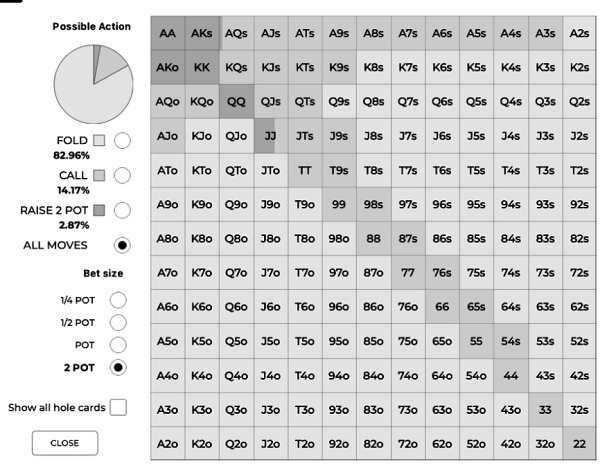 Possible Action
FOLD
82.96%
CALL
14.17%
RAISE 2 POT
2.87%
ALL MOVES
Bet size
1/4 POT
1/2 POT
POT
2 POT
Show all hole cards
CLOSE
AA AKs AQs AJs ATs A9s A8s A7s A6s A5s A4s A3s A2s
AKo KK KQs KJs KTs K9s K8s K7s K6s K5s K4s K3s K2s
AQo KQo QQ QJs QTs Q9s Q8s Q7s Q6s Q5s Q4s Q3s Q2s
AJo KJo QJo JJ JTs J9s J8s J7s J6s J5s J4s J3s J2s
ATo KTo QTo JTo TT T9s T8s T7s T6s T5s T4s T3s T2s
A9o K9o Q9o J9o T9o 99 98s 97s 96s 95s 94s 93s 92s
A8o K8o Q8o J8o T8o 98o 88 87s 86s 85s 84s 83s 82s
A7o K7o Q7o J7o T7o 97o 87o 77 76s 75s 74s 73s 72s
A6o K6o Q6o J6o T6o 96o 86o 76o 66 65s 64s 63s 62s
A5o K5o Q5o J5o T5o 95o 85o 75o 65o 55 54s 53s 52s
A4o K4o Q4o J4o T4o 94o 84o 74o 64o 54o 44 43s 42s
A3o K3o Q3o J3o T3o 93o 83o 73o 63o 53o 43o 33 32s
A2o K2o Q2o J2o T2o 92o 82o 72o 62o 52o 42o 32o 22